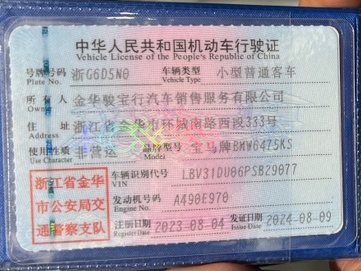 中华人民共和国机动车行驶证
Vehicle License of the People's Republic of China
号牌号码 浙G6D5N0 车辆类型 小型普通客车
Plate No. Vehicle Type
所有人 金华骏宝行汽车销售服务有限公司
Owner
住址 浙江省金华市环城南路西段333号
Address
使用性质 非营运 品牌型号 宝马牌BMW6475KS
Use Character Model
浙江省金华市公安局交通警察支队
车辆识别代号 LBV31DU06PSB29077
VIN
发动机号码 A490E970
Engine No.
注册日期 2023-08-04 发证日期 2024-08-09
Register Date Issue Date